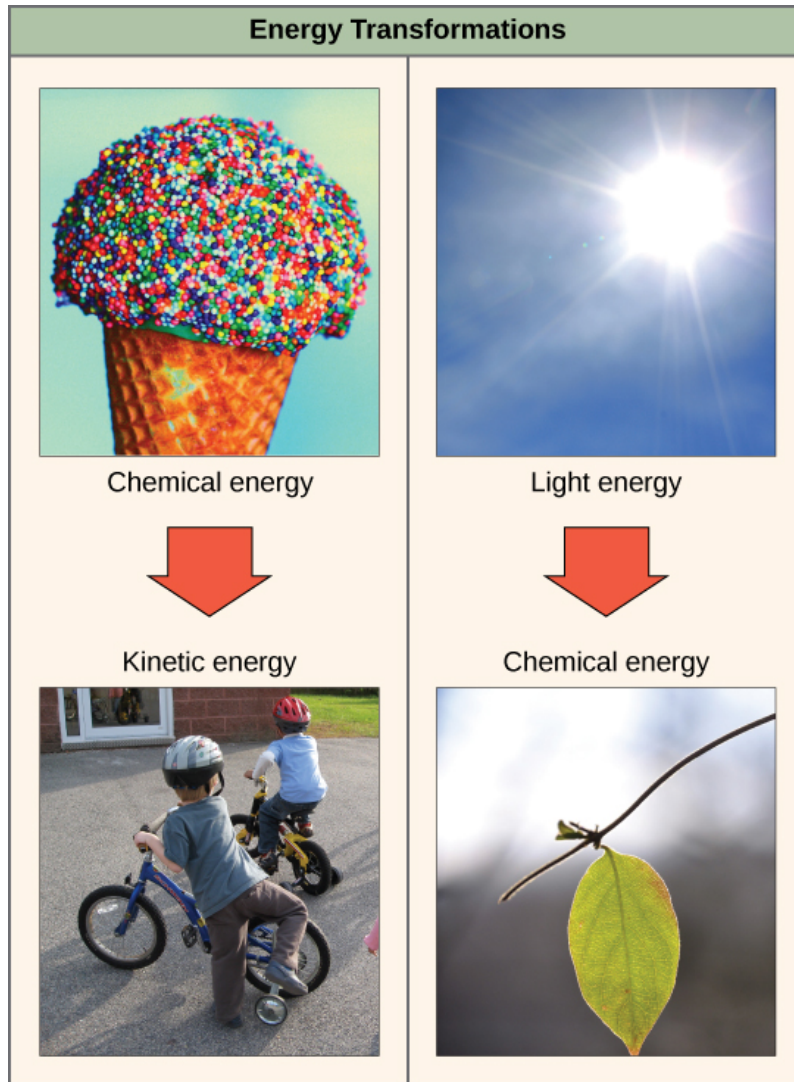 Energy Transformations
Chemical energy
Kinetic energy
Light energy
Chemical energy